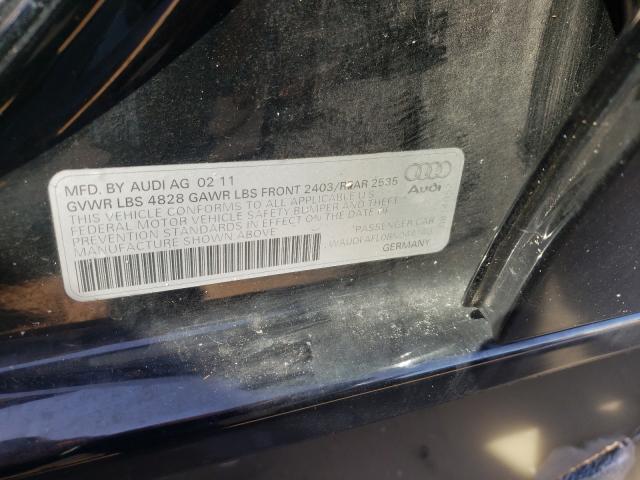 MFD. BY AUDI AG 02 11
GVWR LBS 4828 GAWR LBS FRONT 2403/REAR 2535
THIS VEHICLE CONFORMS TO ALL APPLICABLE U.S.
FEDERAL MOTOR VEHICLE SAFETY BUMPER AND THEFT
PREVENTION STANDARDS IN EFFECT ON THE DATE OF
MANUFACTURE SHOWN ABOVE
PASSENGER CAR
GERMANY
Audi